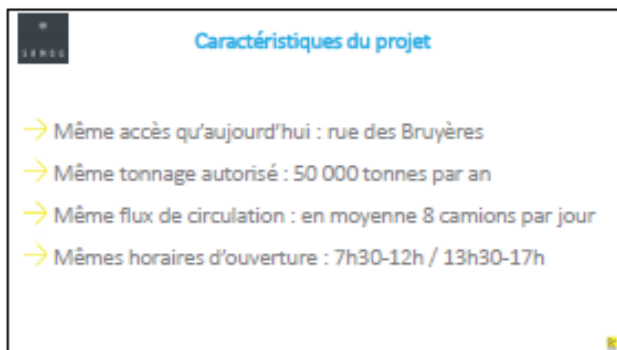 Caractéristiques du projet
Même accès qu'aujourd'hui : rue des Bruyères
Même tonnage autorisé : 50 000 tonnes par an
Même flux de circulation : en moyenne 8 camions par jour
Mêmes horaires d'ouverture : 7h30-12h / 13h30-17h